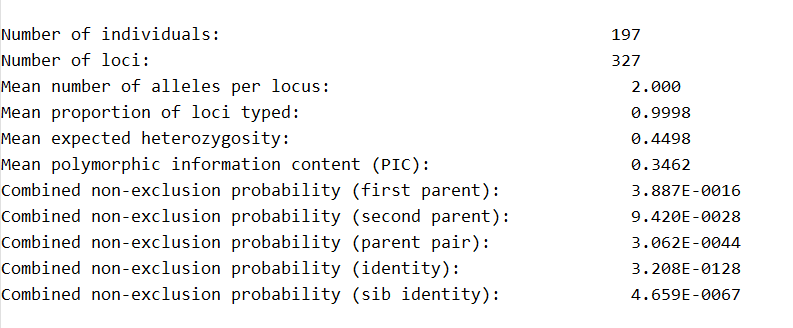 Number of individuals: 197
Number of loci: 327
Mean number of alleles per locus: 2.000
Mean proportion of loci typed: 0.9998
Mean expected heterozygosity: 0.4498
Mean polymorphic information content (PIC): 0.3462
Combined non-exclusion probability (first parent): 3.887E-0016
Combined non-exclusion probability (second parent): 9.420E-0028
Combined non-exclusion probability (parent pair): 3.062E-0044
Combined non-exclusion probability (identity): 3.208E-0128
Combined non-exclusion probability (sib identity): 4.659E-0067